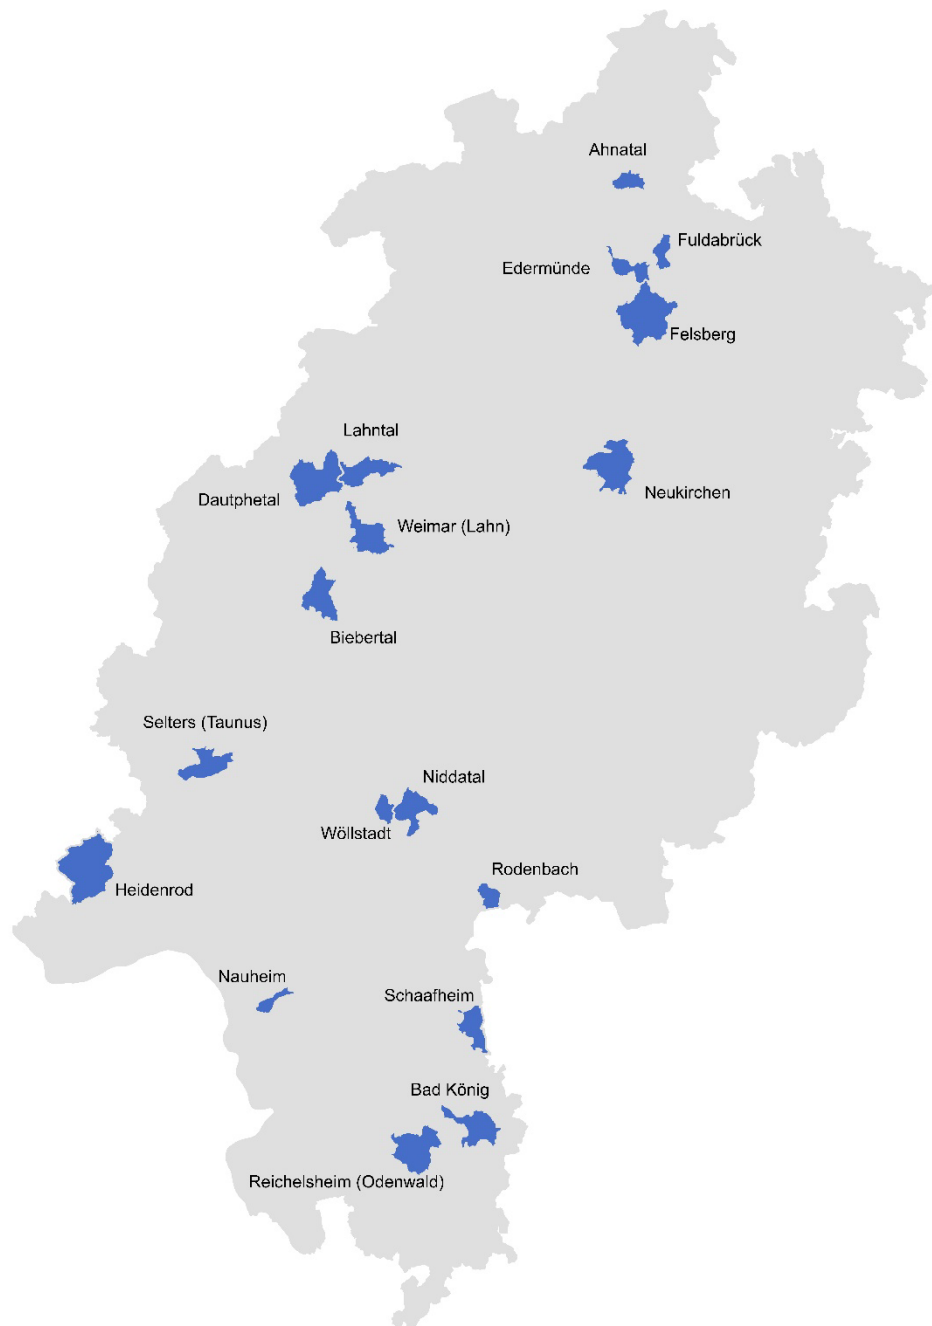 Ahnatal
Fuldabrück
Edermünde
Felsberg
Lahntal
Dautphetal
Neukirchen
Weimar (Lahn)
Biebertal
Selters (Taunus)
Niddatal
Wöllstadt
Rodenbach
Heidenrod
Nauheim
Schaafheim
Bad König
Reichelsheim (Odenwald)